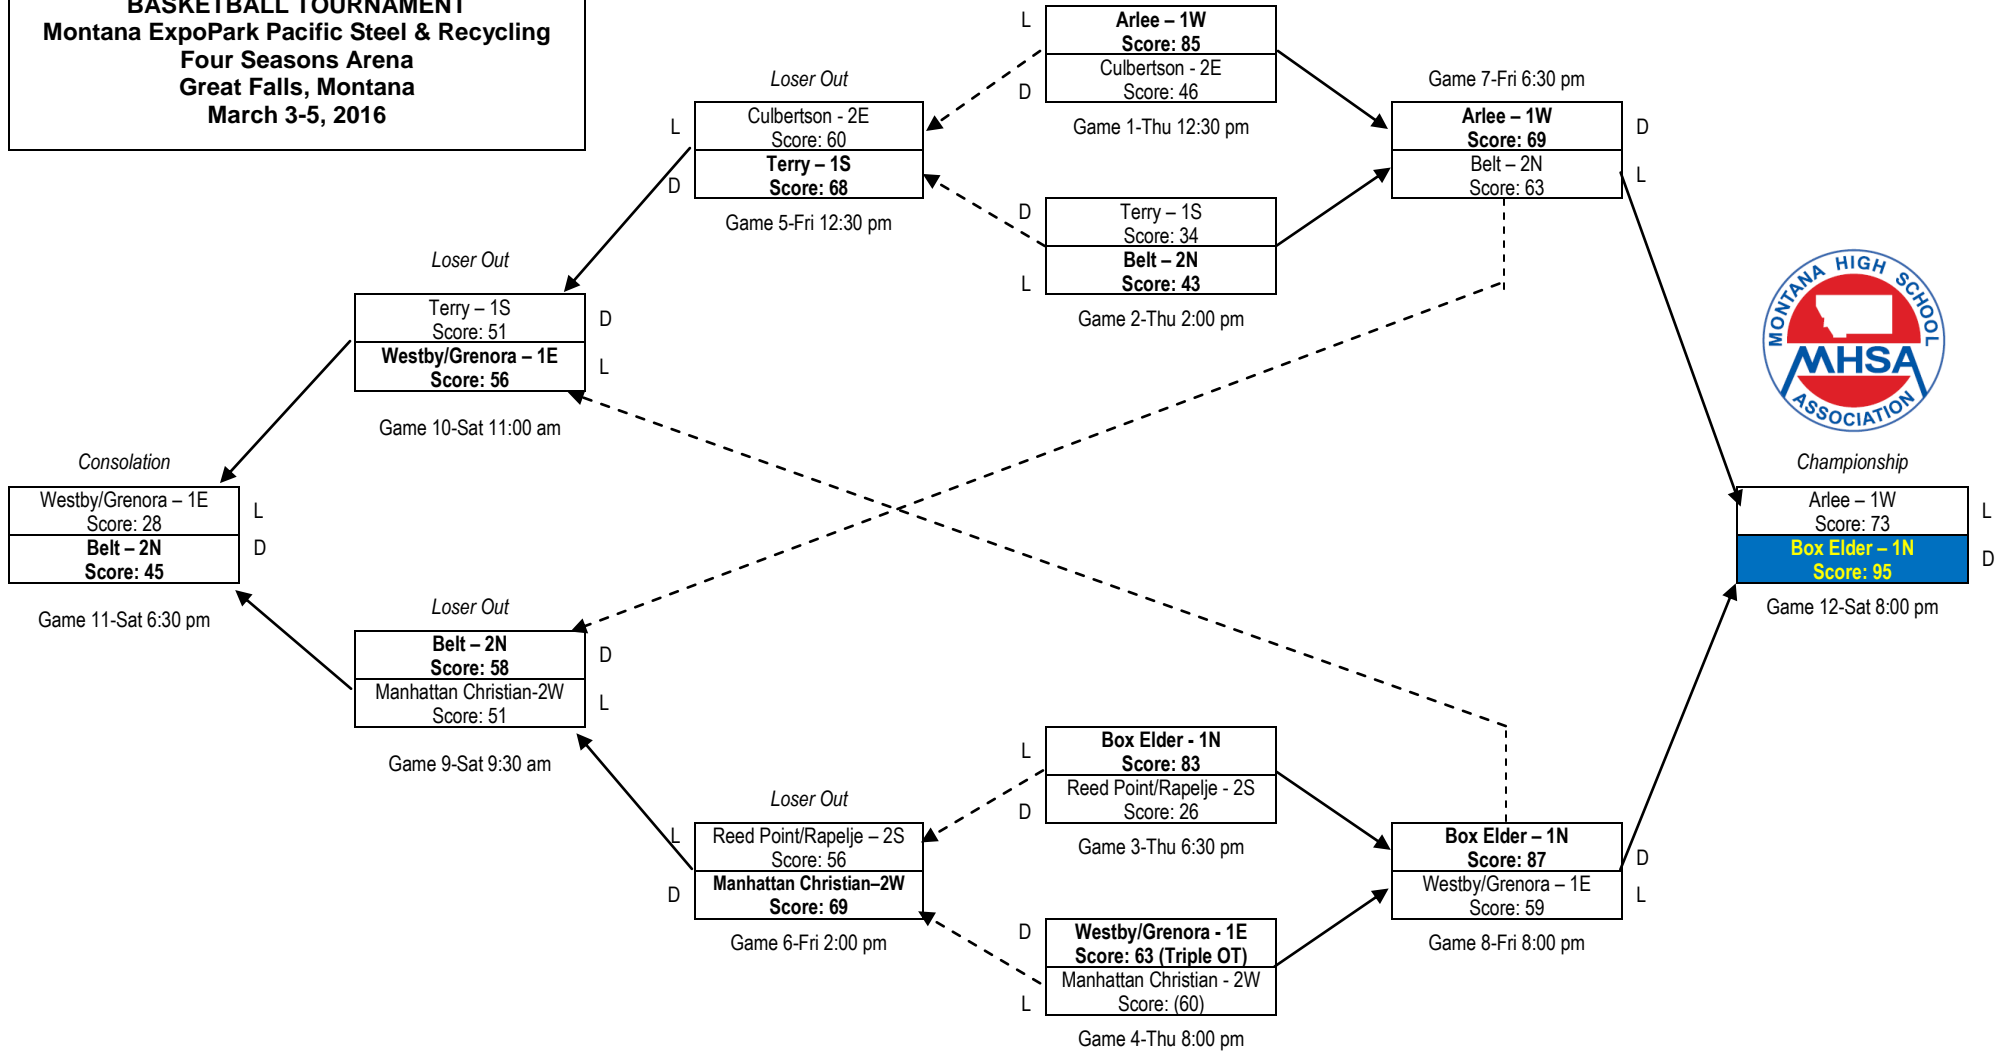 BASKETBALL TOURNAMENT
Montana ExpoPark Pacific Steel & Recycling
Four Seasons Arena
Great Falls, Montana
March 3-5, 2016
L
Arlee – 1W
Score: 85
Culbertson - 2E
Score: 46
D
Game 1-Thu 12:30 pm
D
Terry – 1S
Score: 34
Belt – 2N
Score: 43
L
Game 2-Thu 2:00 pm
Loser Out
L
Culbertson - 2E
Score: 60
Terry – 1S
Score: 68
D
Game 5-Fri 12:30 pm
Game 7-Fri 6:30 pm
Arlee – 1W
Score: 69
D
Belt – 2N
Score: 63
L
Loser Out
Terry – 1S
Score: 51
D
Westby/Grenora – 1E
Score: 56
L
Game 10-Sat 11:00 am
MONTANA HIGH SCHOOL
MHSA
ASSOCIATION
Consolation
Westby/Grenora – 1E
Score: 28
L
Belt – 2N
Score: 45
D
Game 11-Sat 6:30 pm
Championship
Arlee – 1W
Score: 73
L
Box Elder – 1N
Score: 95
D
Game 12-Sat 8:00 pm
Loser Out
Belt – 2N
Score: 58
D
Manhattan Christian-2W
Score: 51
L
Game 9-Sat 9:30 am
L
Box Elder - 1N
Score: 83
Reed Point/Rapelje - 2S
Score: 26
D
Game 3-Thu 6:30 pm
Loser Out
L
Reed Point/Rapelje – 2S
Score: 56
Manhattan Christian–2W
Score: 69
D
Game 6-Fri 2:00 pm
Box Elder – 1N
Score: 87
D
Westby/Grenora – 1E
Score: 59
L
Game 8-Fri 8:00 pm
D
Westby/Grenora - 1E
Score: 63 (Triple OT)
Manhattan Christian - 2W
Score: (60)
L
Game 4-Thu 8:00 pm